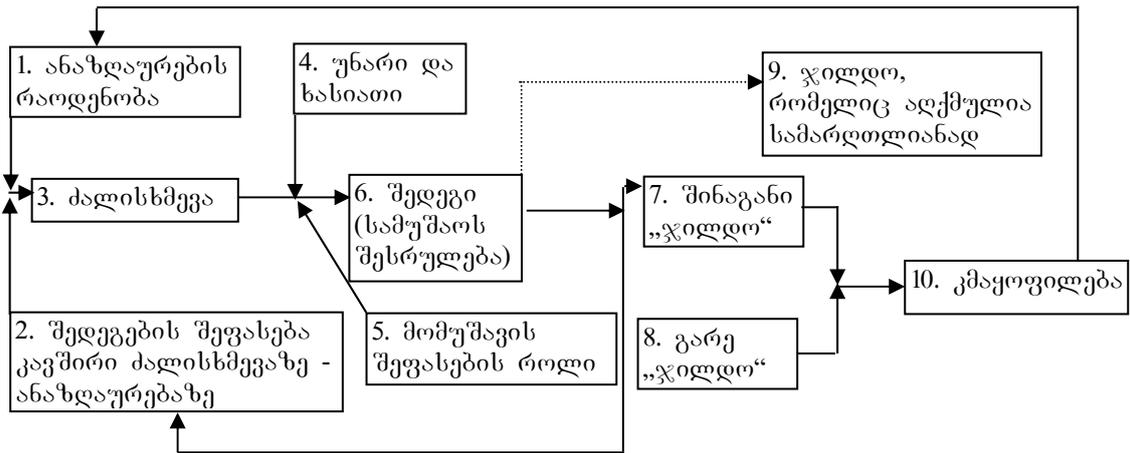 1. ანაზღაურების
რაოდენობა
2. შედეგების შეფასება
კავშირი ძალისხმევაზე -
ანაზღაურებაზე
3. ძალისხმევა
4. უნარი და
ხასიათი
5. მომუშავის
შეფასების როლი
6. შედეგი
(სამუშაოს
შესრულება)
7. შინაგანი
„ჯილდო“
8. გარე
„ჯილდო“
9. ჯილდო,
რომელიც აღქმულია
სამართლიანად
10. კმაყოფილება